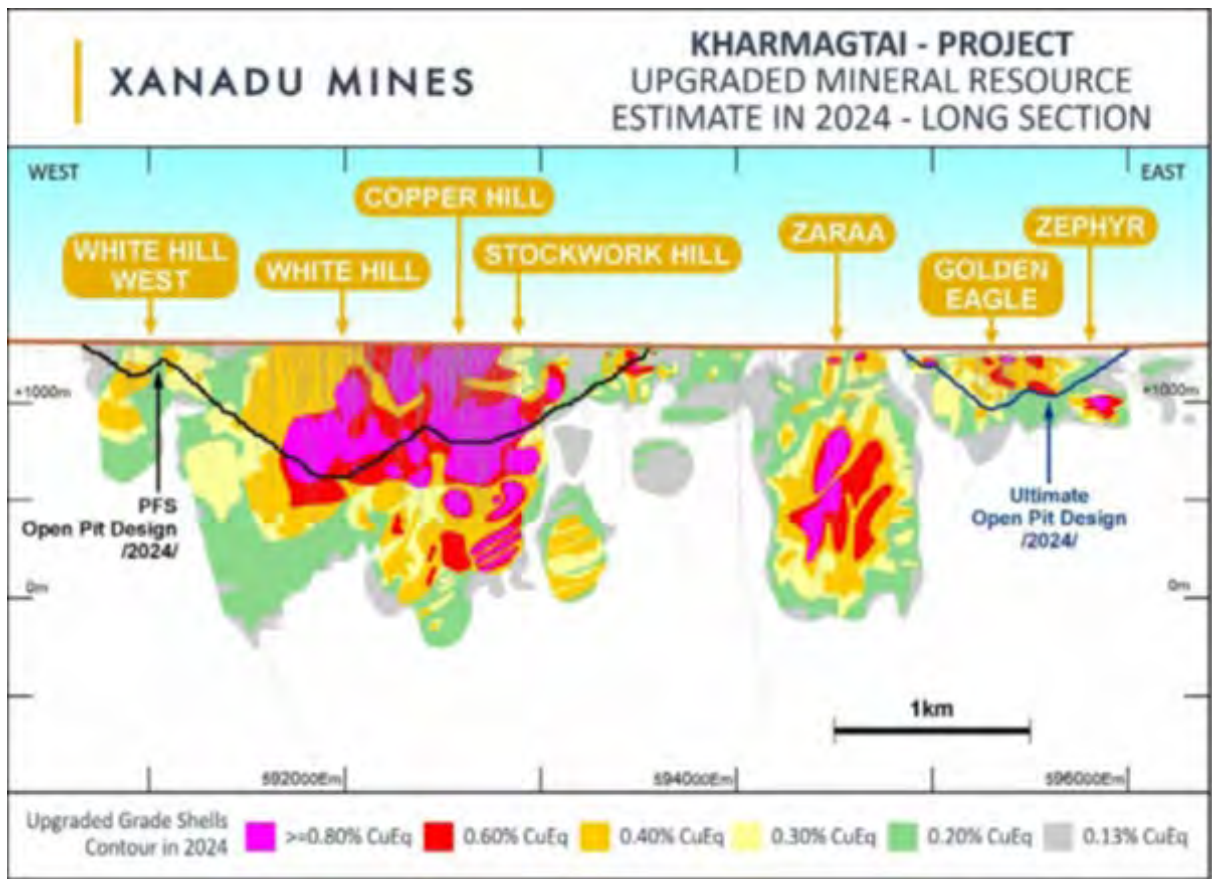 XANADU MINES
KHARMAGTAI - PROJECT
UPGRADED MINERAL RESOURCE
ESTIMATE IN 2024 - LONG SECTION
WEST
EAST
COPPER HILL
WHITE HILL
WEST
WHITE HILL
STOCKWORK HILL
ZARAA
GOLDEN
EAGLE
ZEPHYR
+1000m
+1000m
PFS
Open Pit Design
/2024/
Ultimate
Open Pit Design
/2024/
0m
0m
1km
592000Em
594000Em
596000Em
Upgraded Grade Shells
Contour in 2024
>=0.80% CuEq
0.60% CuEq
0.40% CuEq
0.30% CuEq
0.20% CuEq
0.13% CuEq